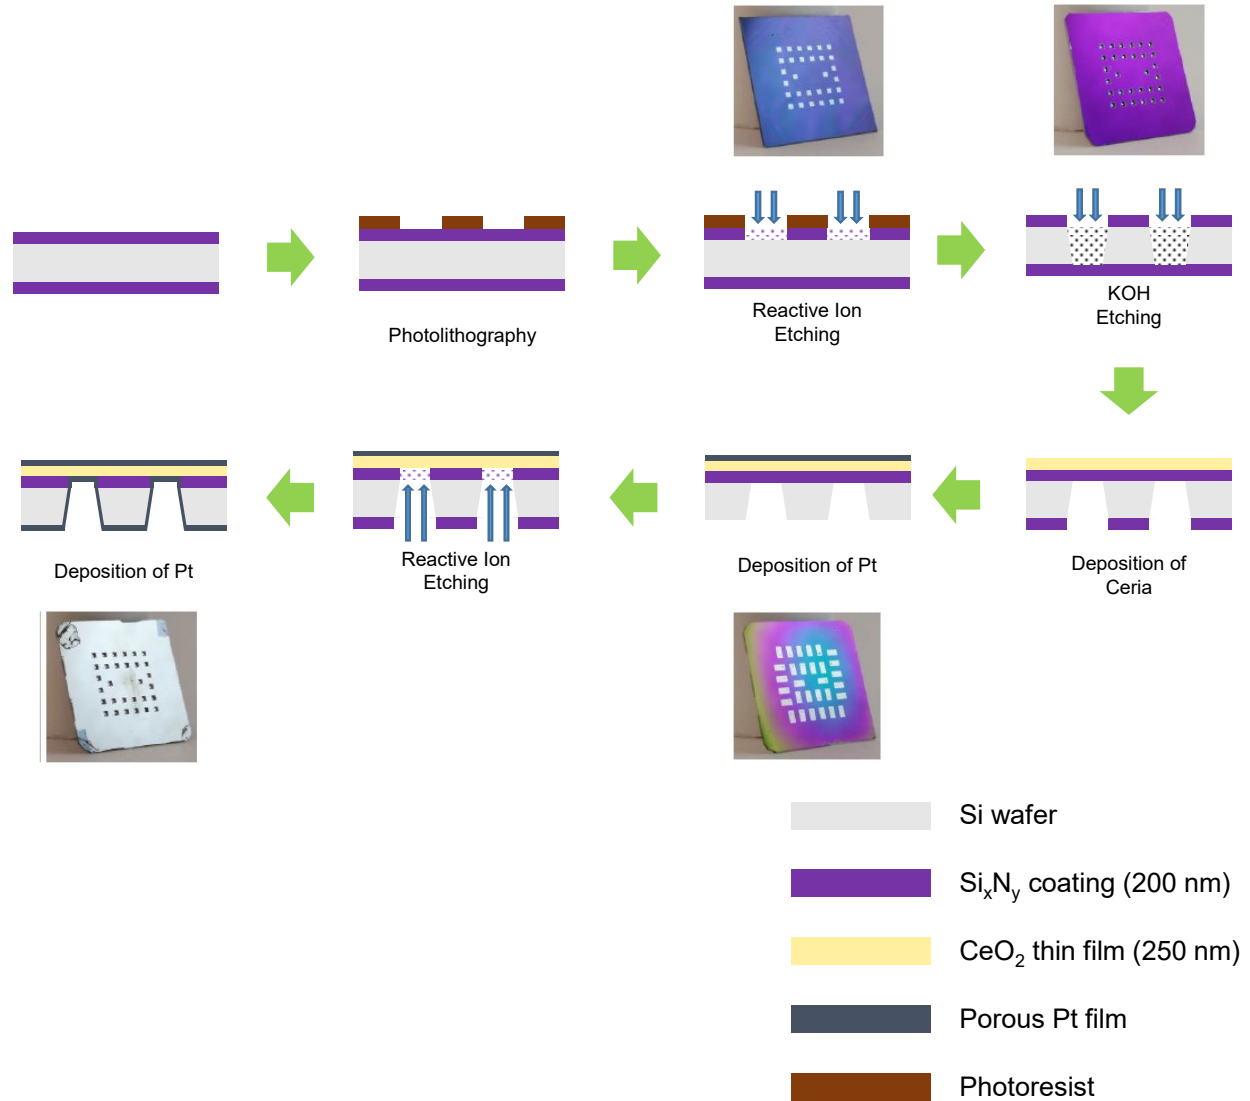 Photolithography
Reactive Ion
Etching
KOH
Etching
Deposition of Pt
Reactive Ion
Etching
Deposition of Pt
Deposition of
Ceria
Si wafer
SixNy coating (200 nm)
CeO2 thin film (250 nm)
Porous Pt film
Photoresist